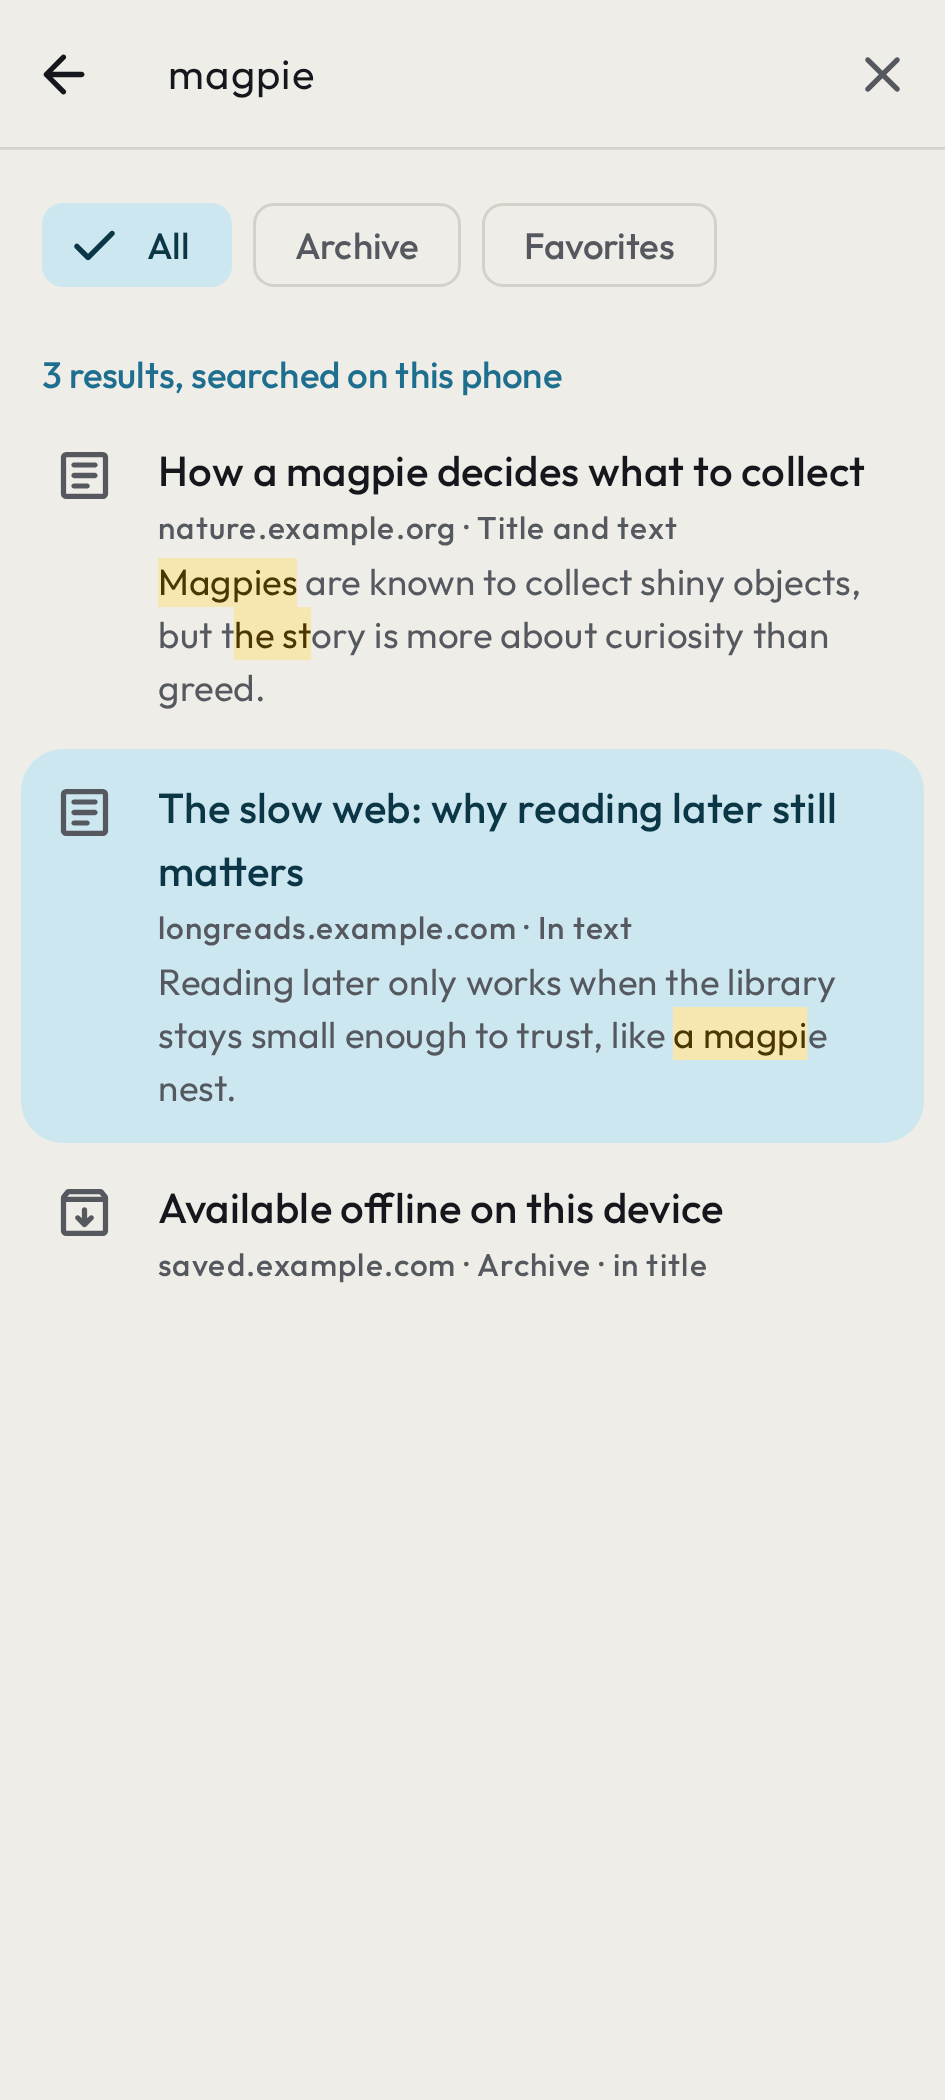 magpie
All
Archive
Favorites
3 results, searched on this phone
How a magpie decides what to collect
nature.example.org · Title and text
Magpies are known to collect shiny objects,
but the story is more about curiosity than
greed.
The slow web: why reading later still
matters
longreads.example.com · In text
Reading later only works when the library
stays small enough to trust, like a magpie
nest.
Available offline on this device
saved.example.com · Archive · in title